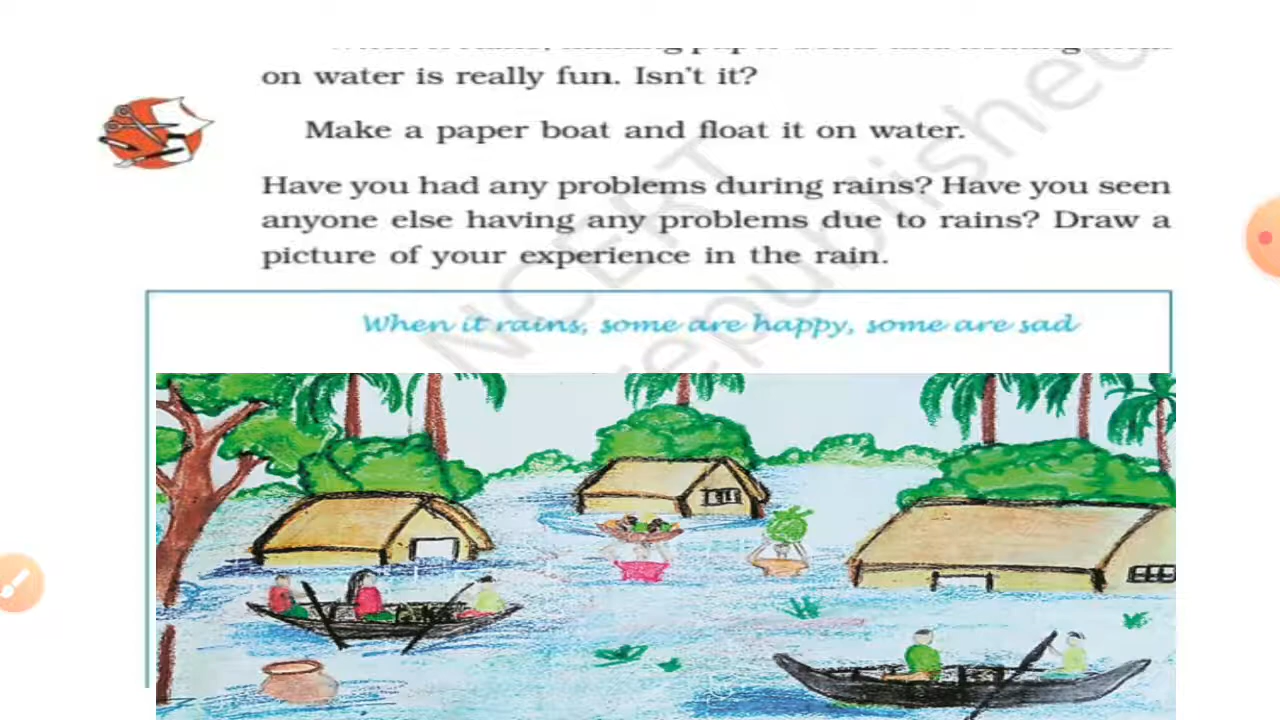 on water is really fun. Isn't it?
Make a paper boat and float it on water.
Have you had any problems during rains? Have you seen
anyone else having any problems due to rains? Draw a
picture of your experience in the rain.
When it rains, some are happy, some are sad
NCERT
republished